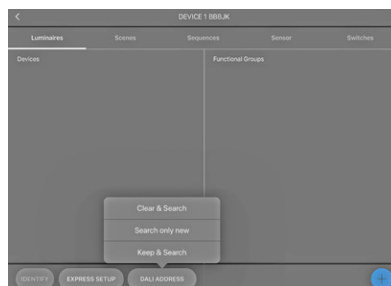 DEVICE 1 BBBJK
Luminaires Scenes Sequences Sensor Switches
Devices Functional Groups
Clear & Search
Search only new
Keep & Search
IDENTIFY EXPRESS SETUP DALI ADDRESS